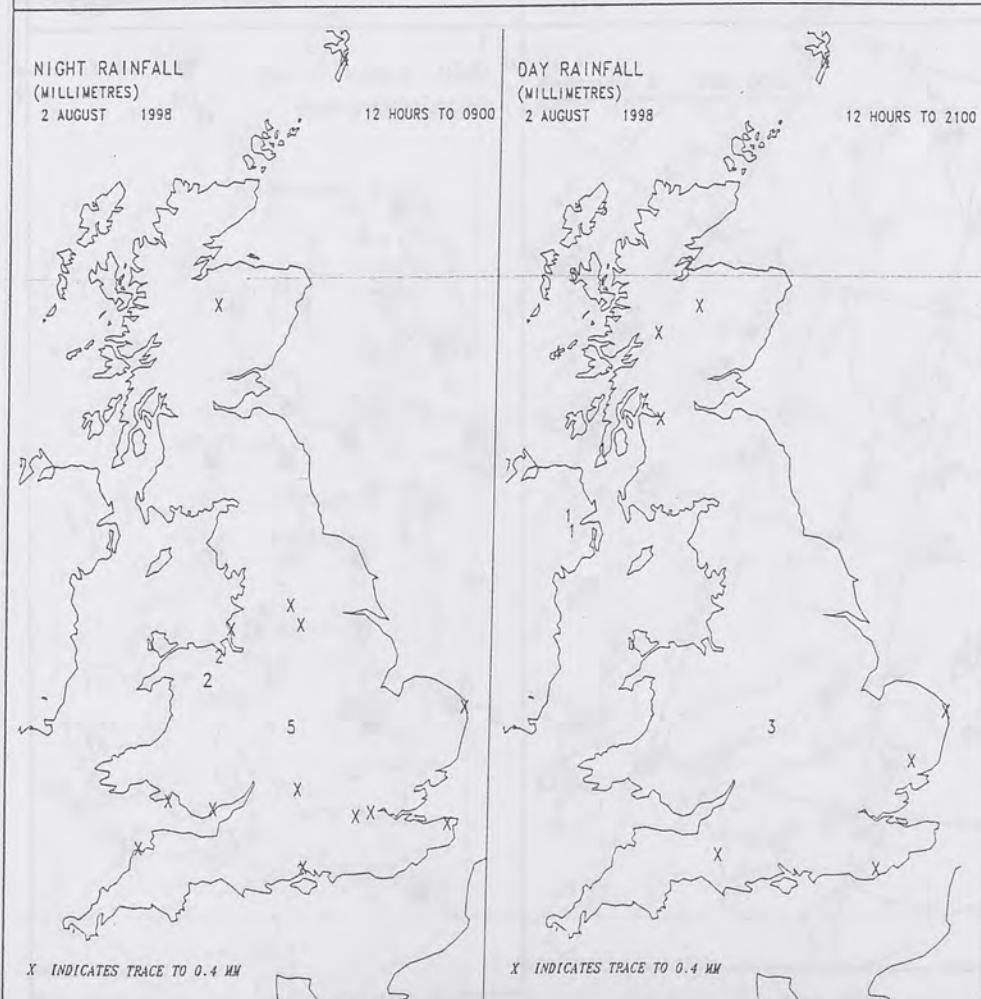 NIGHT RAINFALL
(MILLIMETRES)
2 AUGUST 1998 12 HOURS TO 0900
X
X
X
X
2
2
5
X
X
X
X
X
X
X
X
X
X INDICATES TRACE TO 0.4 MM
DAY RAINFALL
(MILLIMETRES)
2 AUGUST 1998 12 HOURS TO 2100
X
X
X
1
1
X
3
X
X
X
X INDICATES TRACE TO 0.4 MM